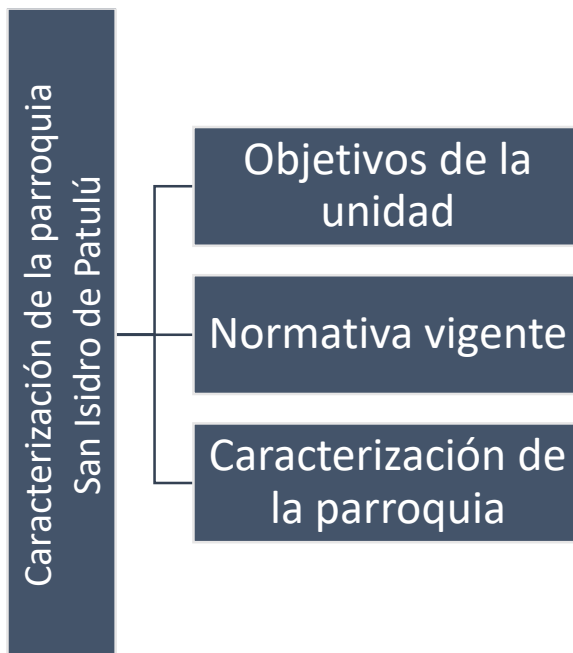 Caracterización de la parroquia
San Isidro de Patulú
Objetivos de la
unidad
Normativa vigente
Caracterización de
la parroquia